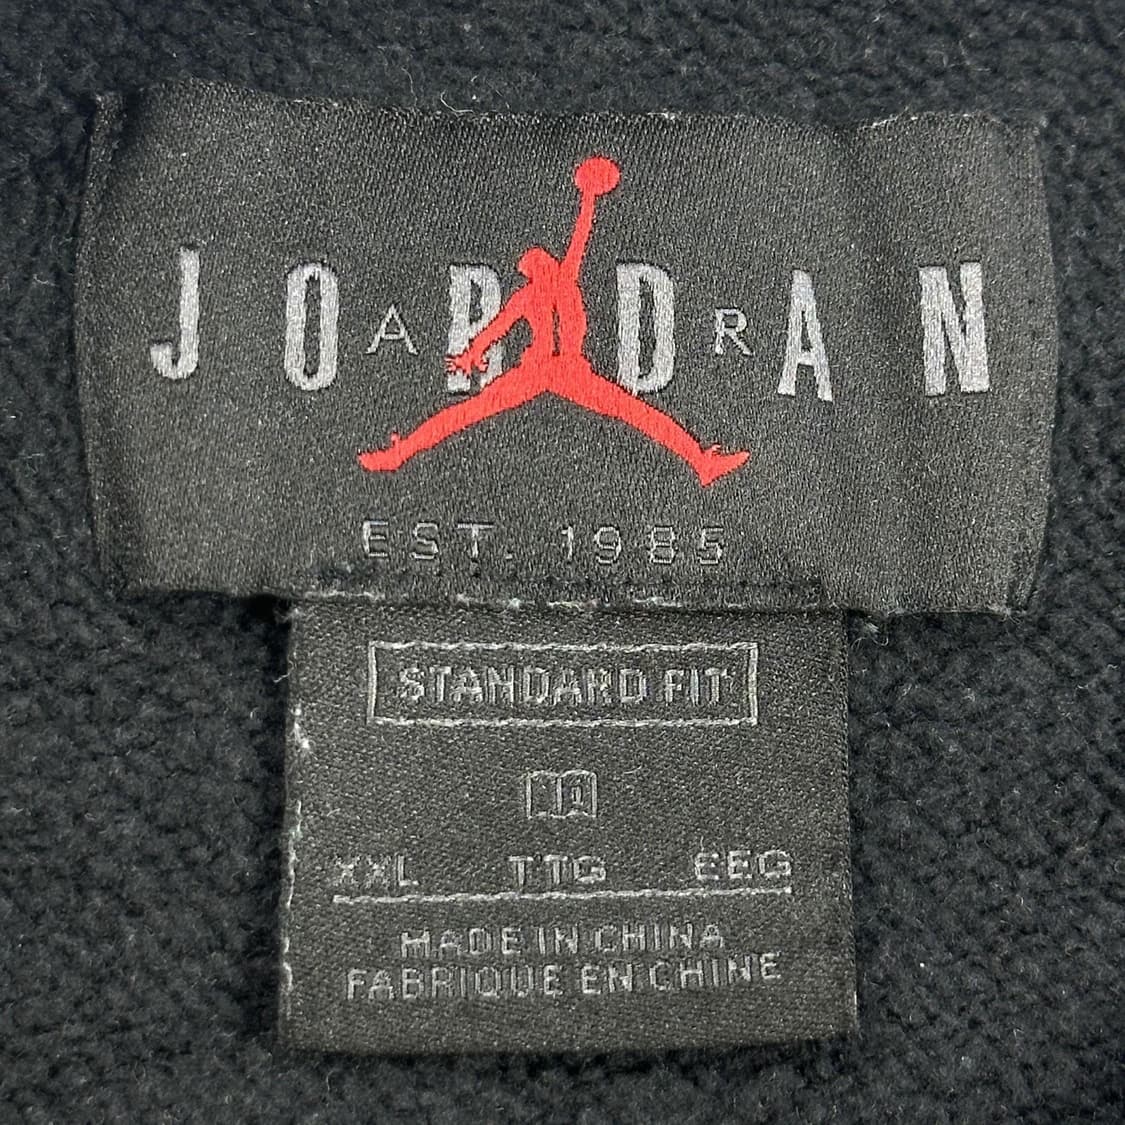 JORDAN
AIR
EST. 1985
STANDARD FIT
XXL TTG EEG
MADE IN CHINA
FABRIQUE EN CHINE